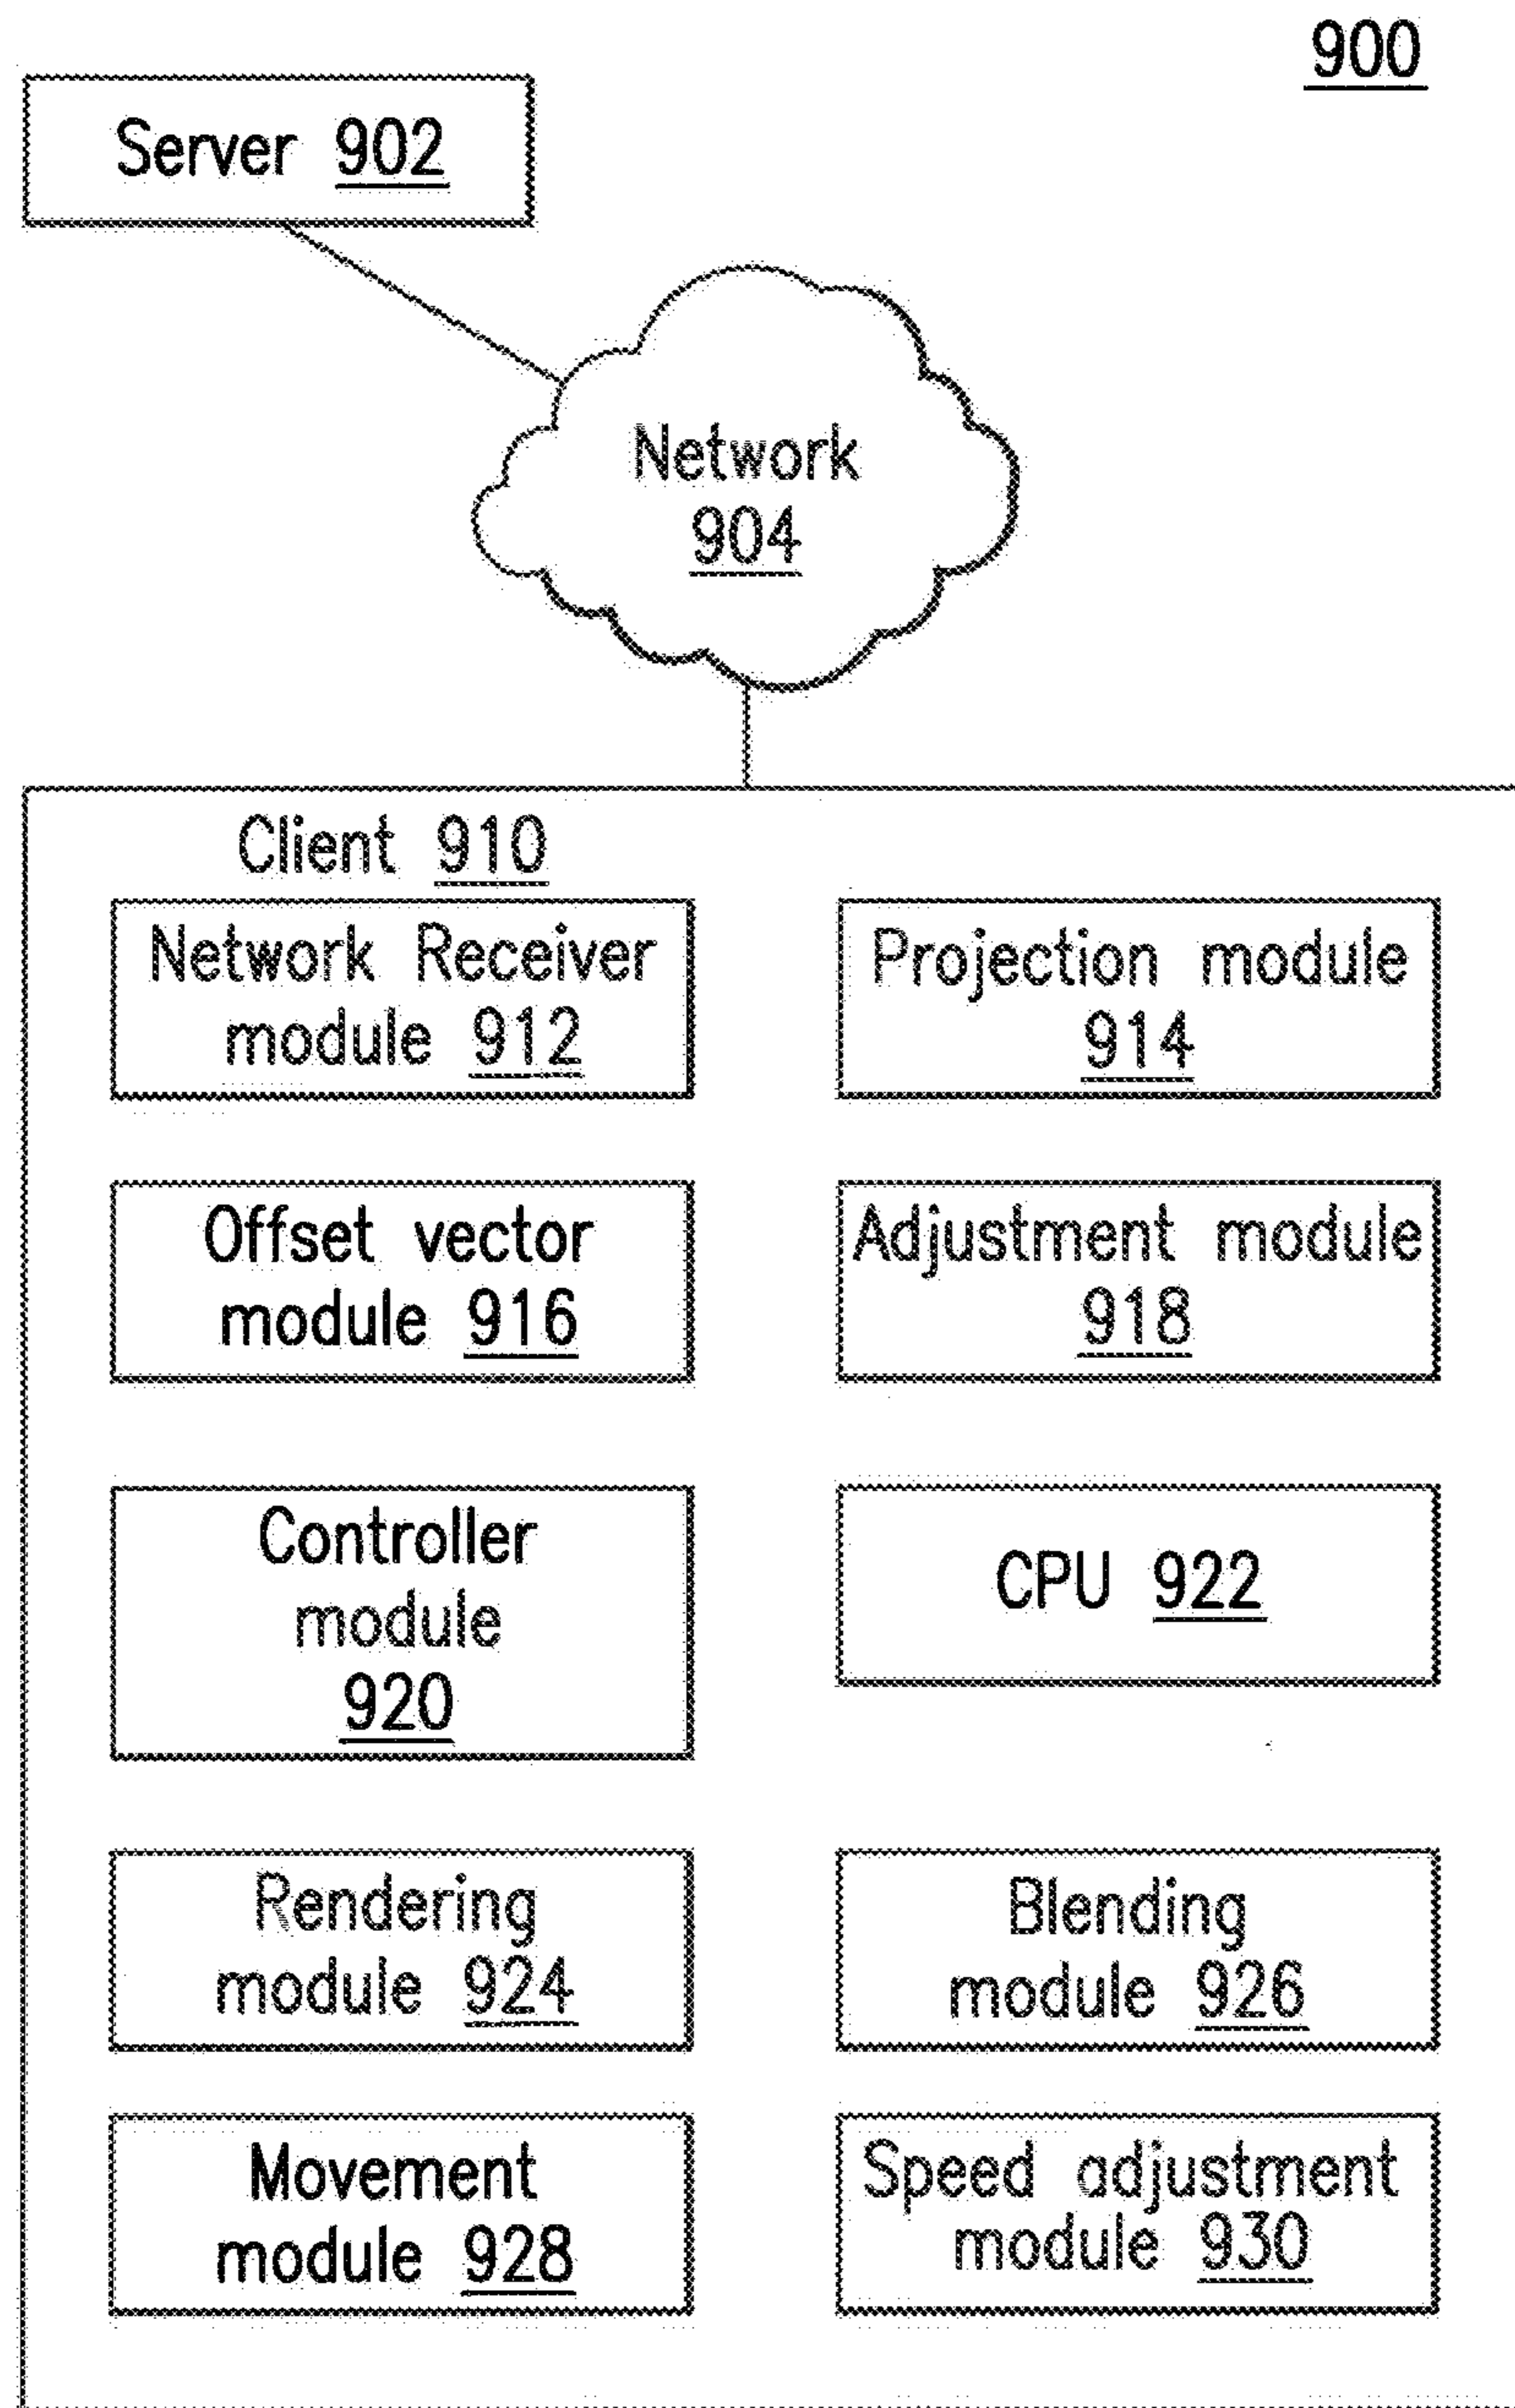 900
Server 902
Network
904
Client 910
Network Receiver
module 912
Projection module
914
Offset vector
module 916
Adjustment module
918
Controller
module
920
CPU 922
Rendering
module 924
Blending
module 926
Movement
module 928
Speed adjustment
module 930